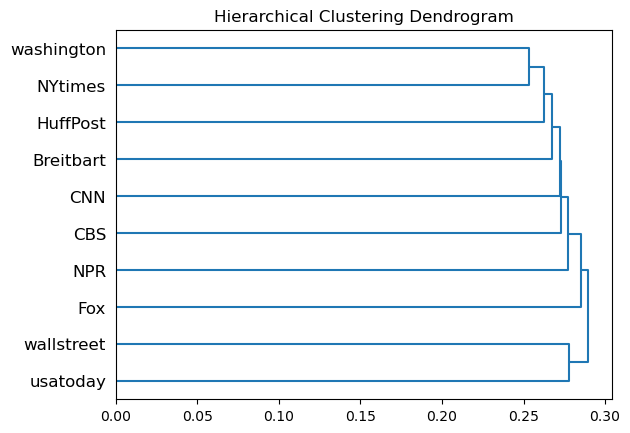 Hierarchical Clustering Dendrogram
washington
NYtimes
HuffPost
Breitbart
CNN
CBS
NPR
Fox
wallstreet
usatoday
0.00 0.05 0.10 0.15 0.20 0.25 0.30